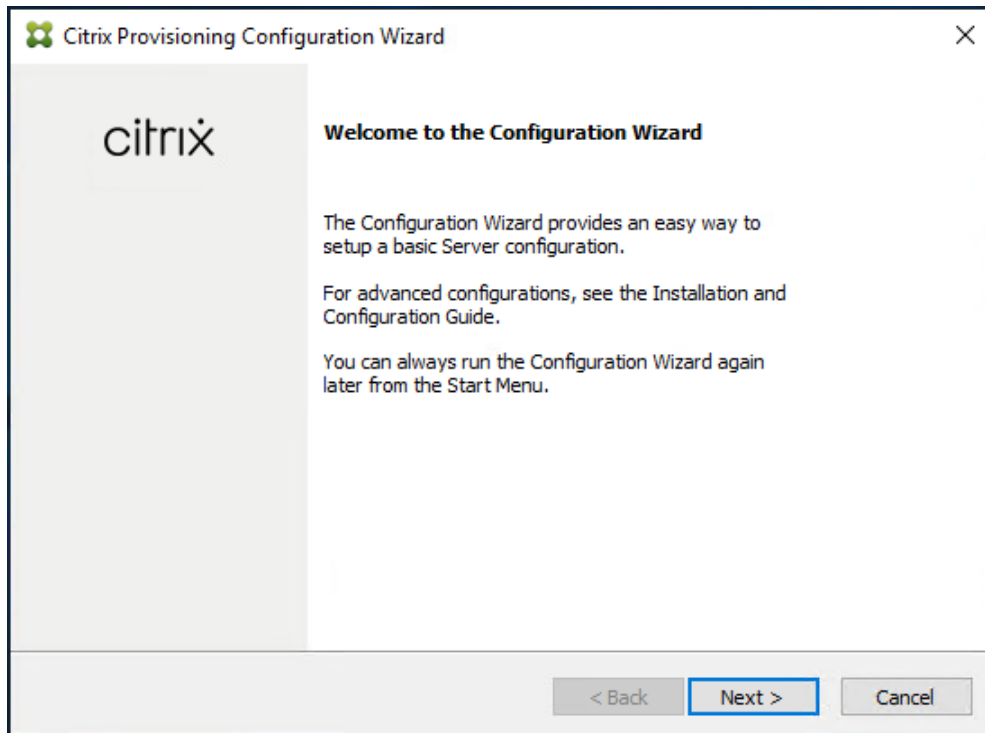 Citrix Provisioning Configuration Wizard
citrix
Welcome to the Configuration Wizard
The Configuration Wizard provides an easy way to
setup a basic Server configuration.
For advanced configurations, see the Installation and
Configuration Guide.
You can always run the Configuration Wizard again
later from the Start Menu.
< Back Next > Cancel